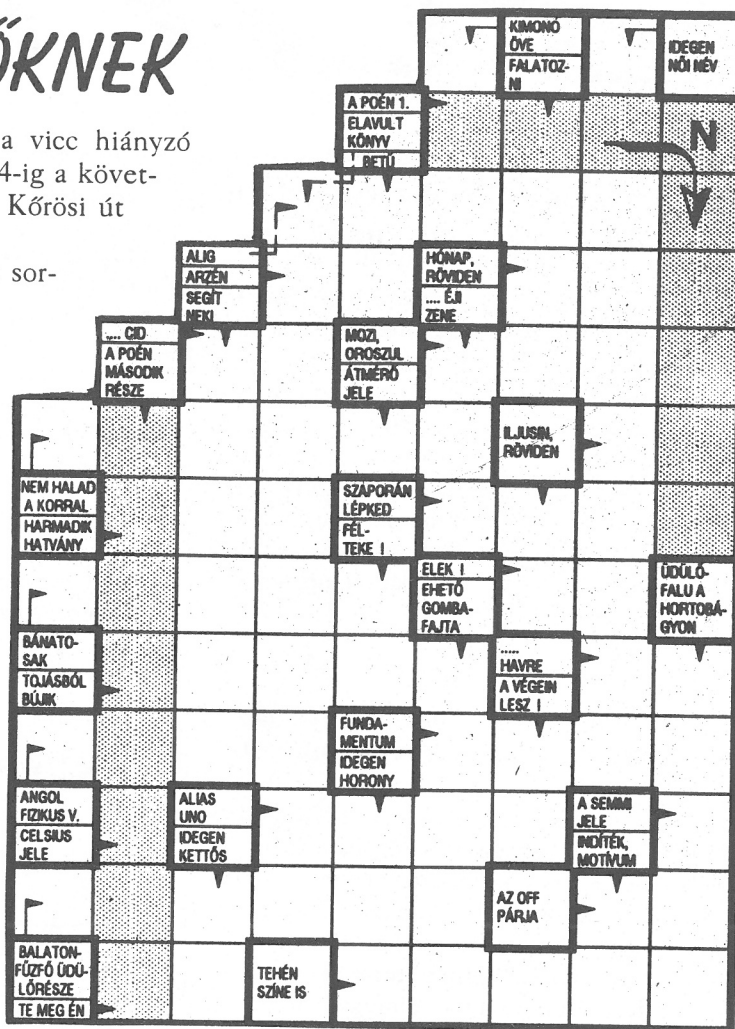 ŐKNEK
a vicc hiányzó
4-ig a követ-
Kőrösi út
sor-
KIMONÓ
ÖVE
FALATOZ-
NI
IDEGEN
NŐI NÉV
A POÉN 1.
ELAVULT
KÖNYV
BETŰ
N
ALIG
ARZÉN
SEGÍT
NEKI
HÓNAP,
RÖVIDEN
.... ÉJI
ZENE
.... CID
A POÉN
MÁSODIK
RÉSZE
MOZI,
OROSZUL
ÁTMÉRŐ
JELE
ILJUSIN,
RÖVIDEN
NEM HALAD
A KORRAL
HARMADIK
HATVÁNY
SZAPORÁN
LÉPKED
FÉL-
TEKE !
ELEK !
EHETŐ
GOMBA-
FAJTA
ÜDÜLŐ-
FALU A
HORTOBÁ-
GYON
BÁNATO-
SAK
TOJÁSBÓL
BÚJIK
.....
HAVRE
A VÉGEIN
LESZ !
FUNDA-
MENTUM
IDEGEN
HORONY
ANGOL
FIZIKUS V.
CELSIUS
JELE
ALIAS
UNO
IDEGEN
KETTŐS
A SEMMI
JELE
INDÍTÉK,
MOTÍVUM
AZ OFF
PÁRJA
BALATON-
FŰZFŐ ÜDÜ-
LŐRÉSZE
TE MEG ÉN
TEHÉN
SZÍNE IS